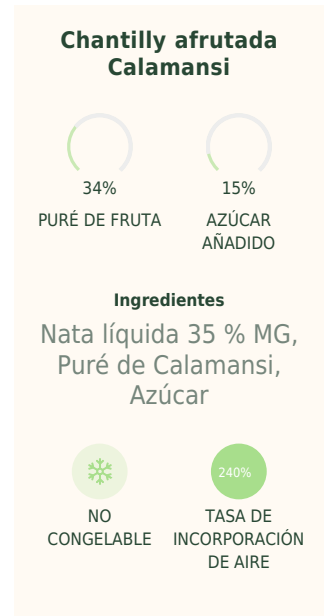 Chantilly afrutada
Calamansi
34%
PURÉ DE FRUTA
15%
AZÚCAR
AÑADIDO
Ingredientes
Nata líquida 35 % MG,
Puré de Calamansi,
Azúcar
NO
CONGELABLE
240%
TASA DE
INCORPORACIÓN
DE AIRE